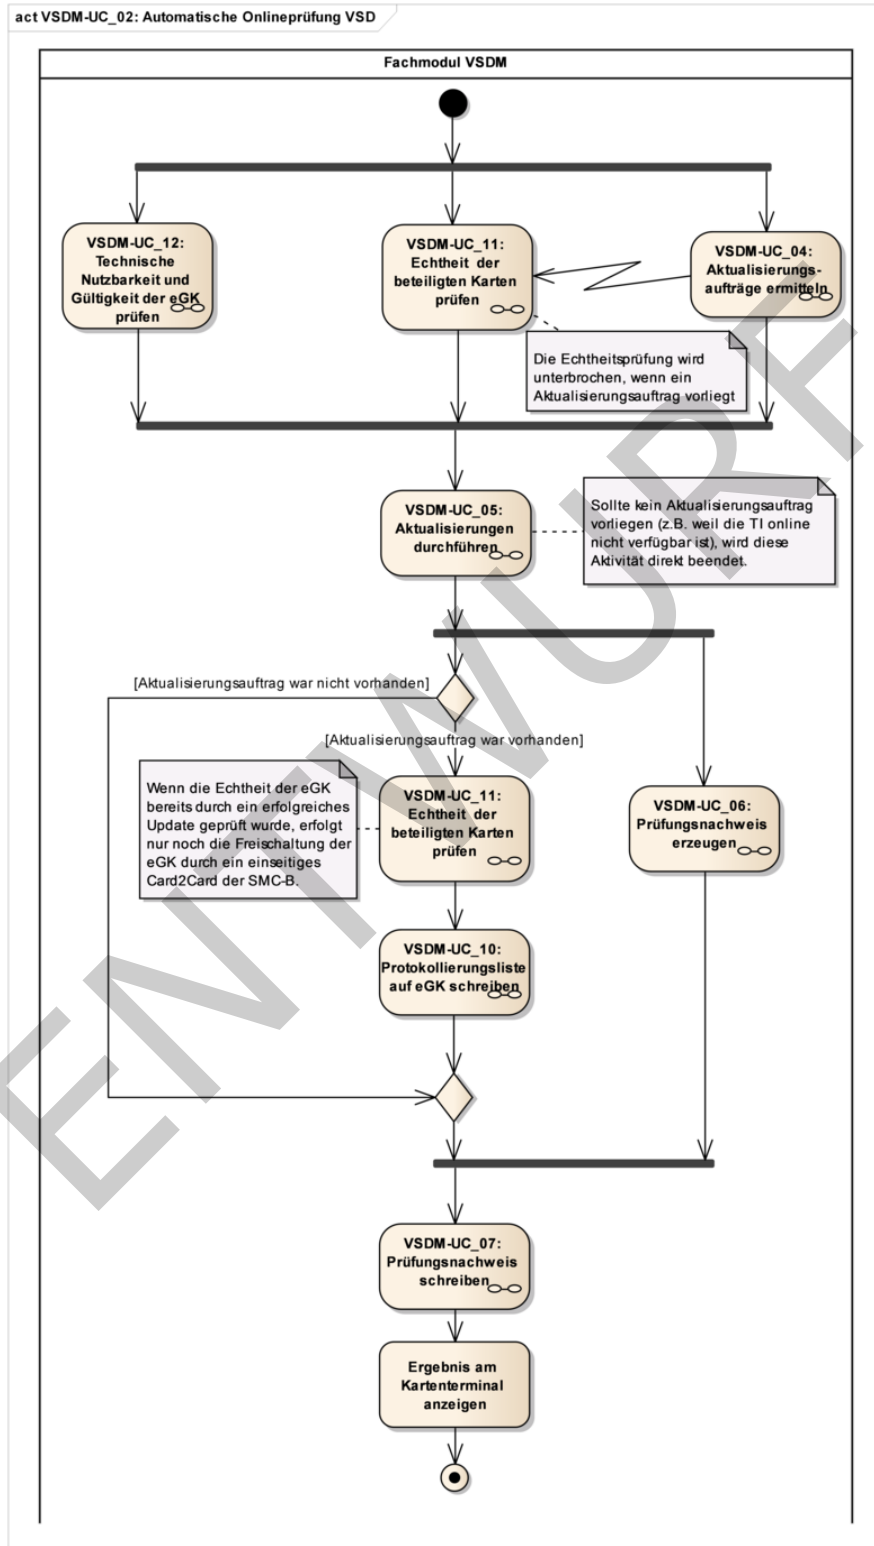 act VSDM-UC_02: Automatische Onlineprüfung VSD
Fachmodul VSDM
VSDM-UC_12:
Technische
Nutzbarkeit und
Gültigkeit der eGK
prüfen
VSDM-UC_11:
Echtheit der
beteiligten Karten
prüfen
VSDM-UC_04:
Aktualisierungs-
aufträge ermitteln
Die Echtheitsprüfung wird
unterbrochen, wenn ein
Aktualisierungsauftrag vorliegt
VSDM-UC_05:
Aktualisierungen
durchführen
Sollte kein Aktualisierungsauftrag
vorliegen (z.B. weil die TI online
nicht verfügbar ist), wird diese
Aktivität direkt beendet.
[Aktualisierungsauftrag war nicht vorhanden]
[Aktualisierungsauftrag war vorhanden]
Wenn die Echtheit der eGK
bereits durch ein erfolgreiches
Update geprüft wurde, erfolgt
nur noch die Freischaltung der
eGK durch ein einseitiges
Card2Card der SMC-B.
VSDM-UC_11:
Echtheit der
beteiligten Karten
prüfen
VSDM-UC_06:
Prüfungsnachweis
erzeugen
VSDM-UC_10:
Protokollierungsliste
auf eGK schreiben
VSDM-UC_07:
Prüfungsnachweis
schreiben
Ergebnis am
Kartenterminal
anzeigen
ENTWURF